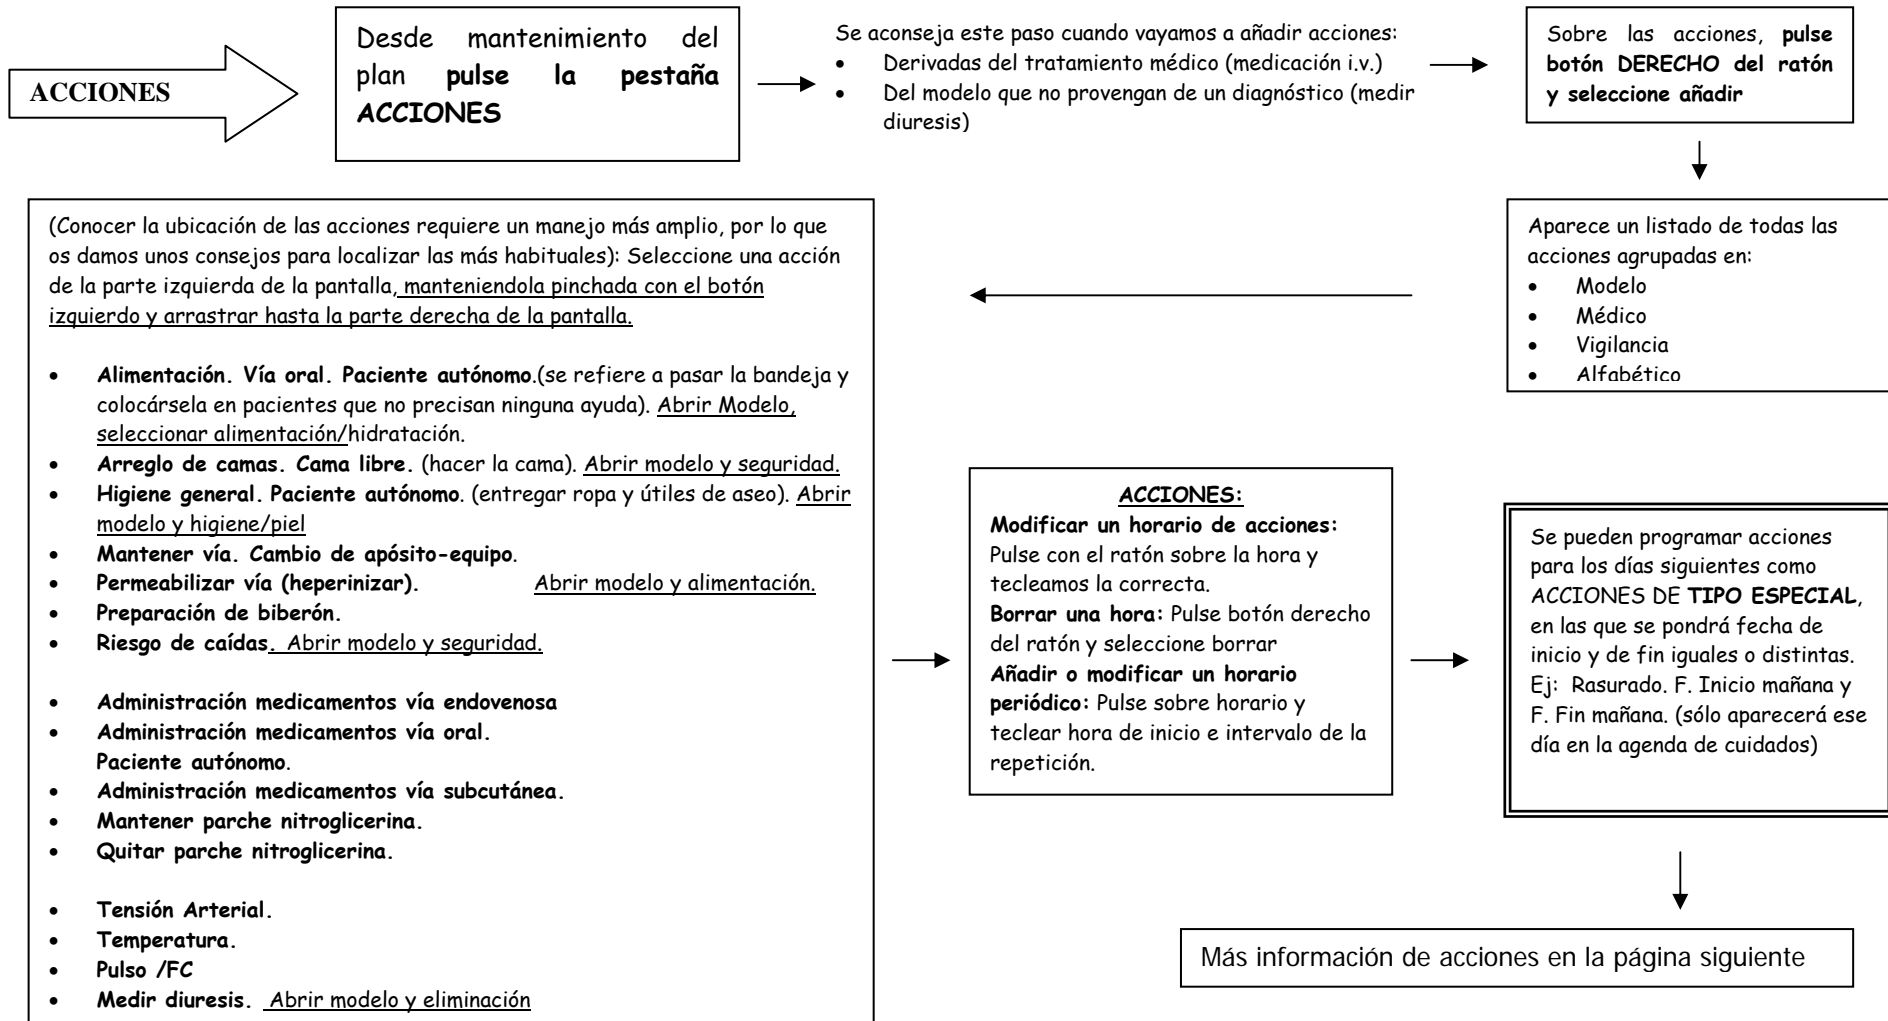 ACCIONES
Desde mantenimiento del
plan pulse la pestaña
ACCIONES
Se aconseja este paso cuando vayamos a añadir acciones:
• Derivadas del tratamiento médico (medicación i.v.)
• Del modelo que no provengan de un diagnóstico (medir
diuresis)
Sobre las acciones, pulse
botón DERECHO del ratón
y seleccione añadir
Aparece un listado de todas las
acciones agrupadas en:
• Modelo
• Médico
• Vigilancia
• Alfabético
(Conocer la ubicación de las acciones requiere un manejo más amplio, por lo que
os damos unos consejos para localizar las más habituales): Seleccione una acción
de la parte izquierda de la pantalla, manteniendola pinchada con el botón
izquierdo y arrastrar hasta la parte derecha de la pantalla.
• Alimentación. Vía oral. Paciente autónomo.(se refiere a pasar la bandeja y
colocársela en pacientes que no precisan ninguna ayuda). Abrir Modelo,
seleccionar alimentación/hidratación.
• Arreglo de camas. Cama libre. (hacer la cama). Abrir modelo y seguridad.
• Higiene general. Paciente autónomo. (entregar ropa y útiles de aseo). Abrir
modelo y higiene/piel
• Mantener vía. Cambio de apósito-equipo.
• Permeabilizar vía (heperinizar). Abrir modelo y alimentación.
• Preparación de biberón.
• Riesgo de caídas. Abrir modelo y seguridad.
• Administración medicamentos vía endovenosa
• Administración medicamentos vía oral.
Paciente autónomo.
• Administración medicamentos vía subcutánea.
• Mantener parche nitroglicerina.
• Quitar parche nitroglicerina.
• Tensión Arterial.
• Temperatura.
• Pulso /FC
• Medir diuresis. Abrir modelo y eliminación
ACCIONES:
Modificar un horario de acciones:
Pulse con el ratón sobre la hora y
tecleamos la correcta.
Borrar una hora: Pulse botón derecho
del ratón y seleccione borrar
Añadir o modificar un horario
periódico: Pulse sobre horario y
teclear hora de inicio e intervalo de la
repetición.
Se pueden programar acciones
para los días siguientes como
ACCIONES DE TIPO ESPECIAL,
en las que se pondrá fecha de
inicio y de fin iguales o distintas.
Ej: Rasurado. F. Inicio mañana y
F. Fin mañana. (sólo aparecerá ese
día en la agenda de cuidados)
Más información de acciones en la página siguiente